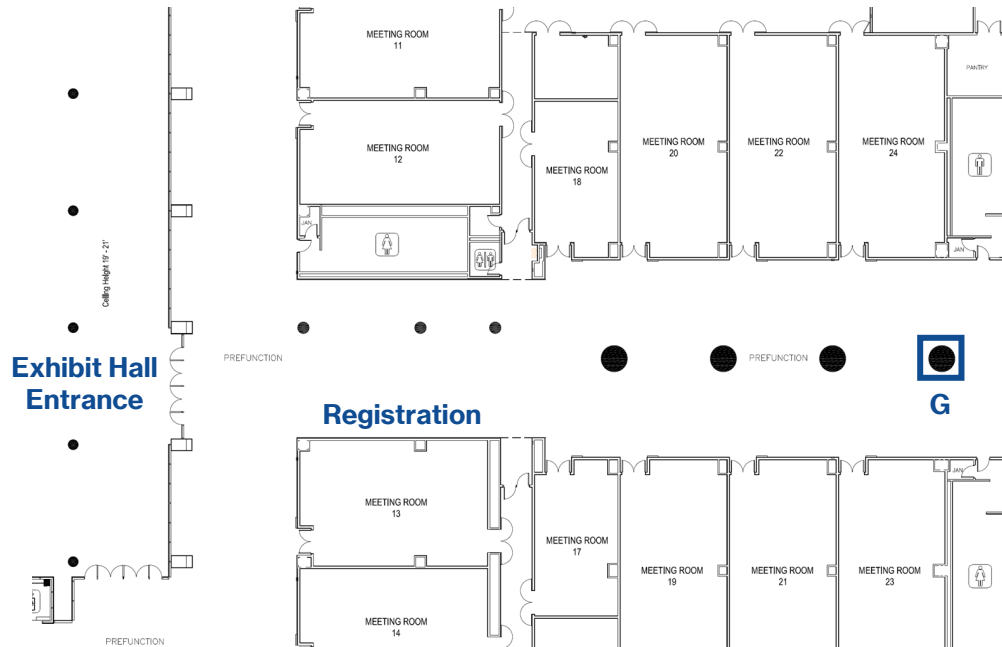 MEETING ROOM
11
MEETING ROOM
12
MEETING ROOM
18
MEETING ROOM
20
MEETING ROOM
22
MEETING ROOM
24
PANTRY
JAN
JAN
Ceiling Height 19' - 21'
Exhibit Hall
Entrance
PREFUNCTION
PREFUNCTION
G
Registration
MEETING ROOM
13
MEETING ROOM
14
MEETING ROOM
17
MEETING ROOM
19
MEETING ROOM
21
MEETING ROOM
23
JAN
PREFUNCTION